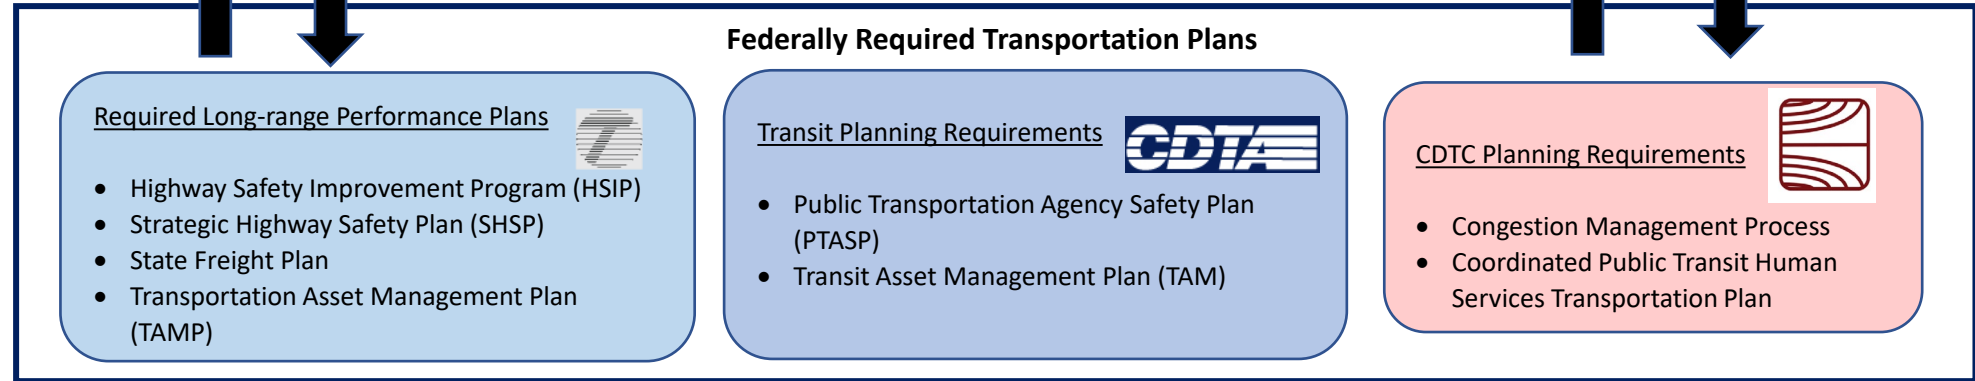 Federally Required Transportation Plans
Required Long-range Performance Plans
• Highway Safety Improvement Program (HSIP)
• Strategic Highway Safety Plan (SHSP)
• State Freight Plan
• Transportation Asset Management Plan
(TAMP)
Transit Planning Requirements
CDTA
• Public Transportation Agency Safety Plan
(PTASP)
• Transit Asset Management Plan (TAM)
CDTC Planning Requirements
• Congestion Management Process
• Coordinated Public Transit Human
Services Transportation Plan